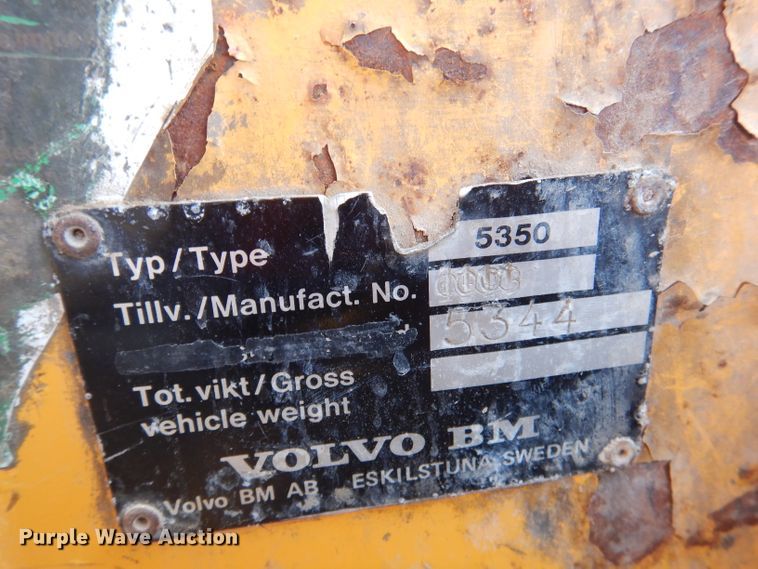 Typ/Type 5350
Tillv./Manufact. No.
5344
Tot. vikt/Gross
vehicle weight
VOLVO BM
Volvo BM AB ESKILSTUNA SWEDEN
Purple Wave Auction